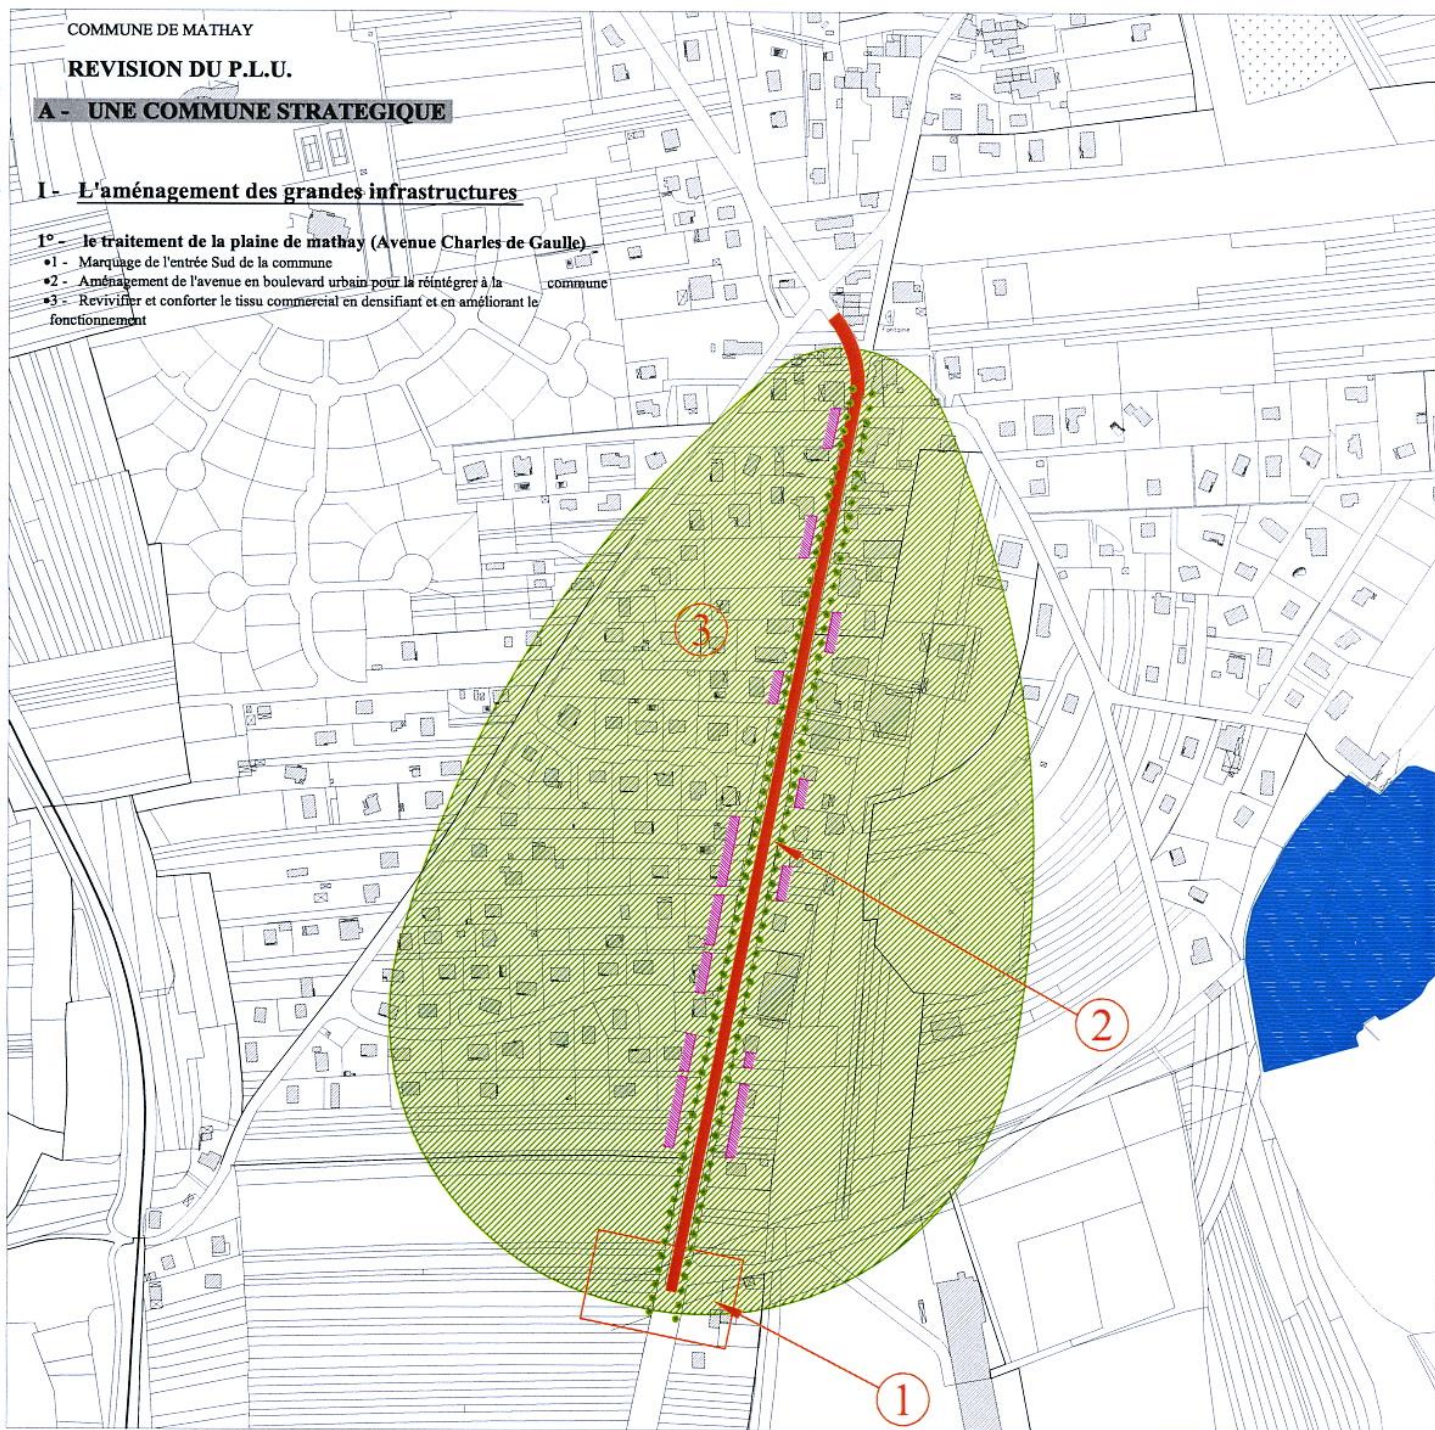 COMMUNE DE MATHAY
REVISION DU P.L.U.
A - UNE COMMUNE STRATEGIQUE
I - L'aménagement des grandes infrastructures
1° - le traitement de la plaine de mathay (Avenue Charles de Gaulle)
•1 - Marquage de l'entrée Sud de la commune
•2 - Aménagement de l'avenue en boulevard urbain pour la réintégrer à la commune
•3 - Revivifier et conforter le tissu commercial en densifiant et en améliorant le
fonctionnement
Fontaine
3
2
1